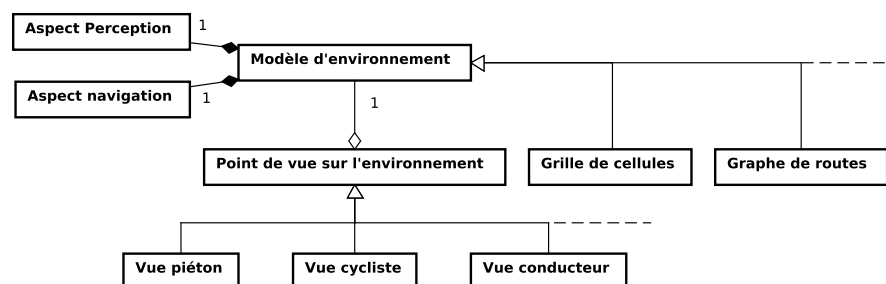 Aspect Perception
1
Modèle d'environnement
Aspect navigation
1
1
Point de vue sur l'environnement
Grille de cellules
Graphe de routes
Vue piéton
Vue cycliste
Vue conducteur